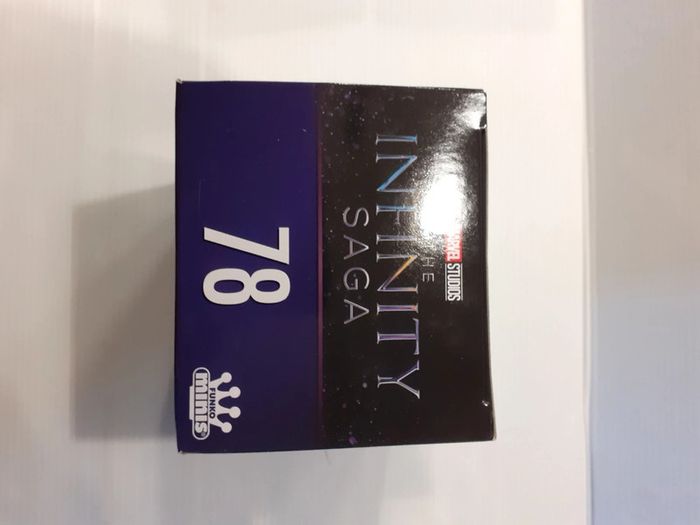 MARVEL STUDIOS
THE
INFINITY
SAGA
78
FUNKO
minis